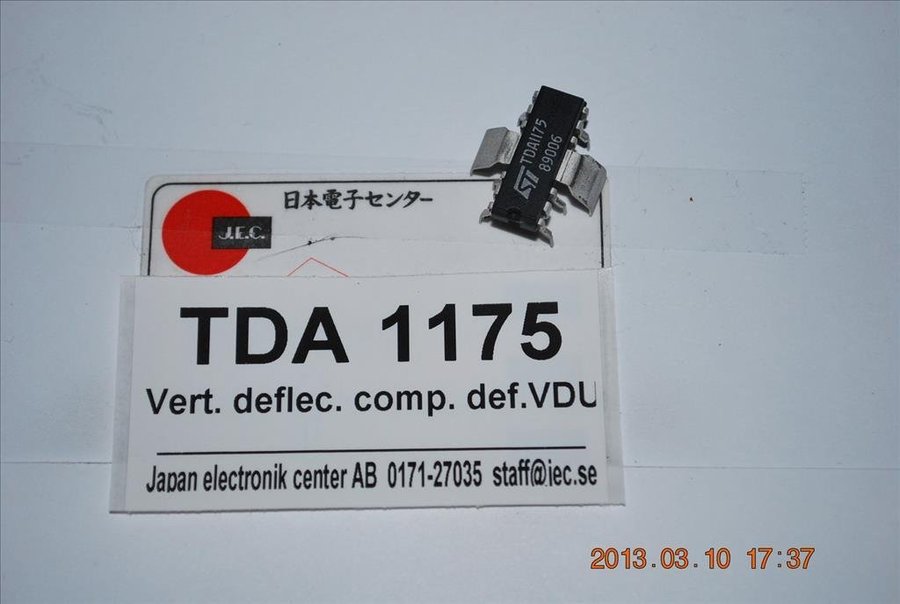 TDA1175
89006
日本電子センター
J.E.C.
TDA 1175
Vert. deflec. comp. def.VDU
Japan electronik center AB 0171-27035 staff@jec.se
2013.03.10 17:37